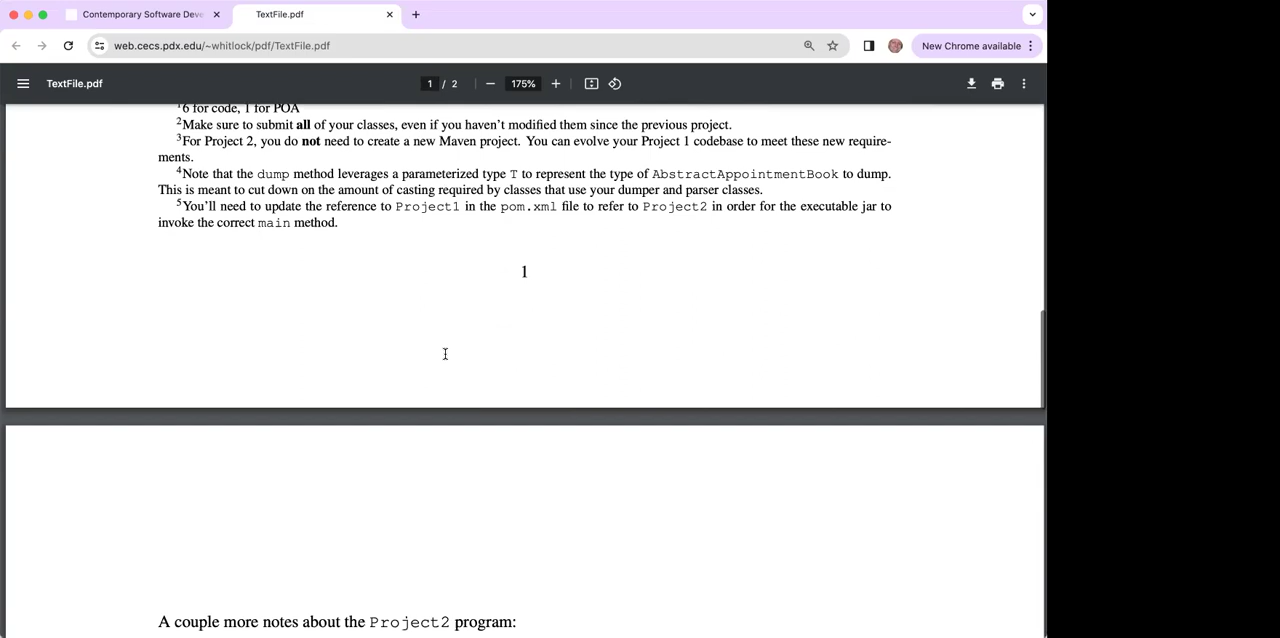 Contemporary Software Deve
TextFile.pdf
web.cecs.pdx.edu/~whitlock/pdf/TextFile.pdf
New Chrome available
TextFile.pdf
1 / 2
175%
16 for code, 1 for POA
2Make sure to submit all of your classes, even if you haven't modified them since the previous project.
3For Project 2, you do not need to create a new Maven project. You can evolve your Project 1 codebase to meet these new require-
ments.
4Note that the dump method leverages a parameterized type T to represent the type of AbstractAppointmentBook to dump.
This is meant to cut down on the amount of casting required by classes that use your dumper and parser classes.
5You'll need to update the reference to Project1 in the pom.xml file to refer to Project2 in order for the executable jar to
invoke the correct main method.
1
A couple more notes about the Project2 program: